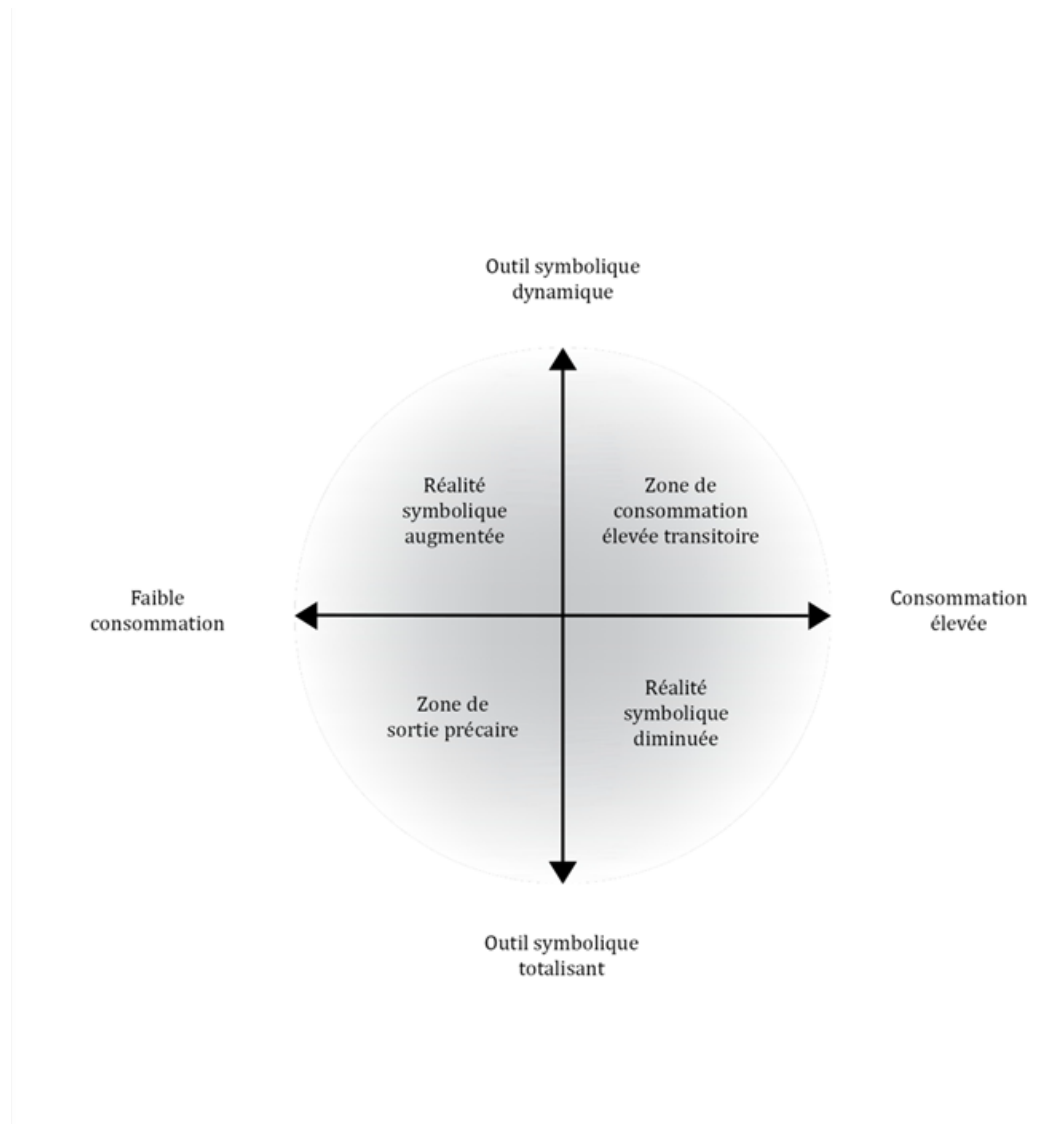 Outil symbolique
dynamique
Réalité
symbolique
augmentée
Zone de
consommation
élevée transitoire
Faible
consommation
Consommation
élevée
Zone de
sortie précaire
Réalité
symbolique
diminuée
Outil symbolique
totalisant